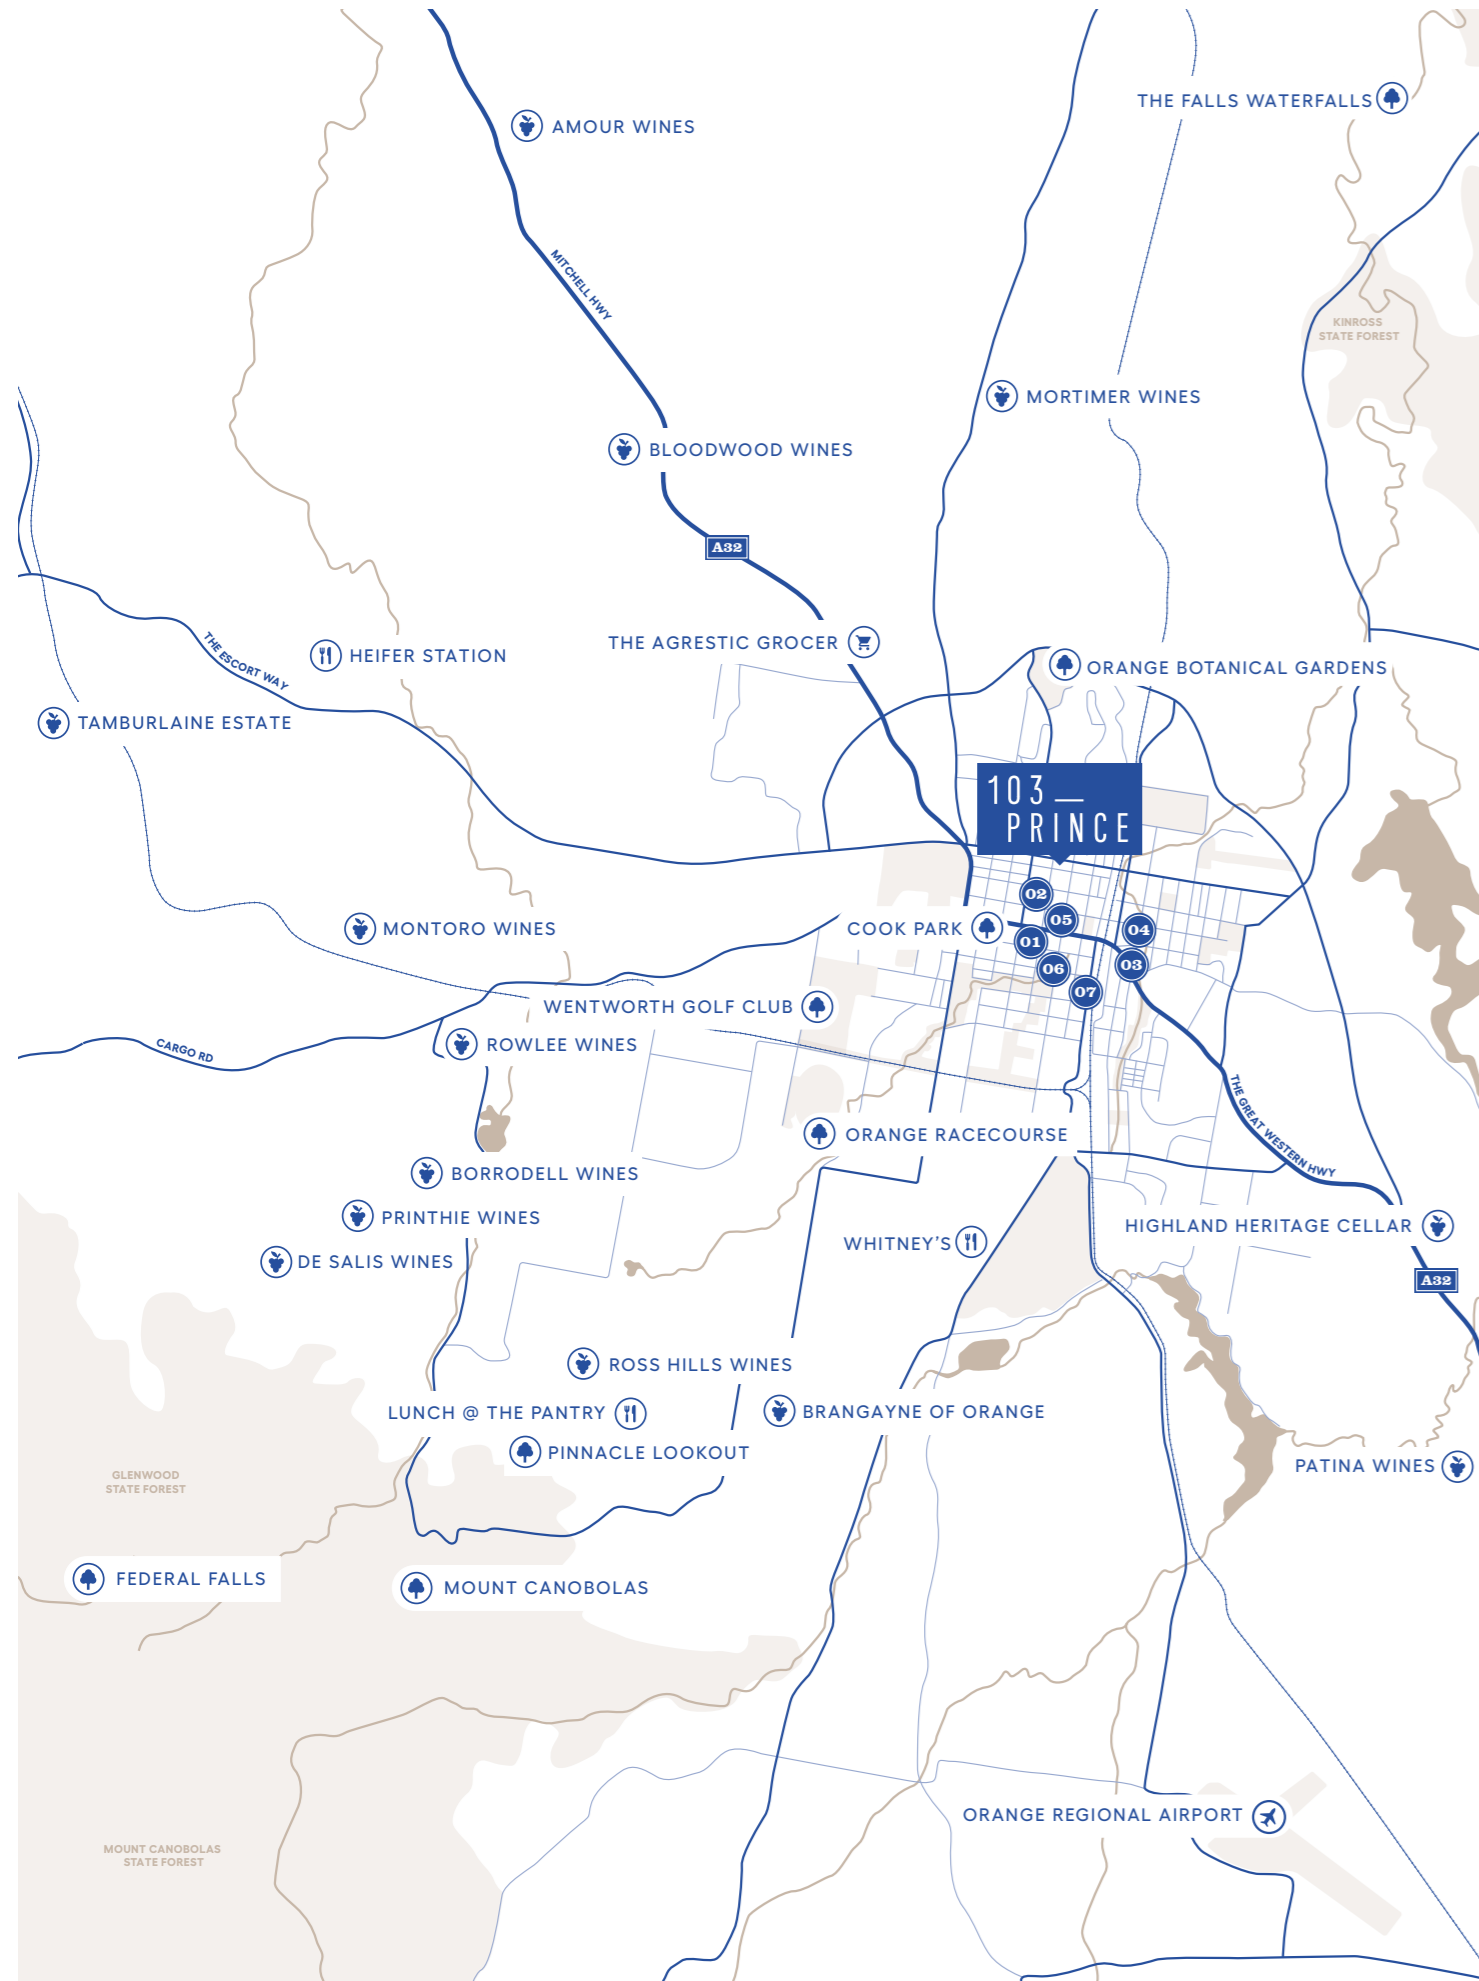 THE FALLS WATERFALLS
AMOUR WINES
MITCHELL HWY
KINROSS
STATE FOREST
MORTIMER WINES
BLOODWOOD WINES
A32
THE AGRESTIC GROCER
HEIFER STATION
THE ESCORT WAY
ORANGE BOTANICAL GARDENS
TAMBURLAINE ESTATE
103 —
PRINCE
02
05
COOK PARK
04
01
MONTORO WINES
06
03
07
WENTWORTH GOLF CLUB
ROWLEE WINES
CARGO RD
THE GREAT WESTERN HWY
ORANGE RACECOURSE
BORRODELL WINES
PRINTHIE WINES
HIGHLAND HERITAGE CELLAR
WHITNEY'S
DE SALIS WINES
A32
ROSS HILLS WINES
LUNCH @ THE PANTRY
BRANGAYNE OF ORANGE
PINNACLE LOOKOUT
PATINA WINES
GLENWOOD
STATE FOREST
FEDERAL FALLS
MOUNT CANOBOLAS
ORANGE REGIONAL AIRPORT
MOUNT CANOBOLAS
STATE FOREST